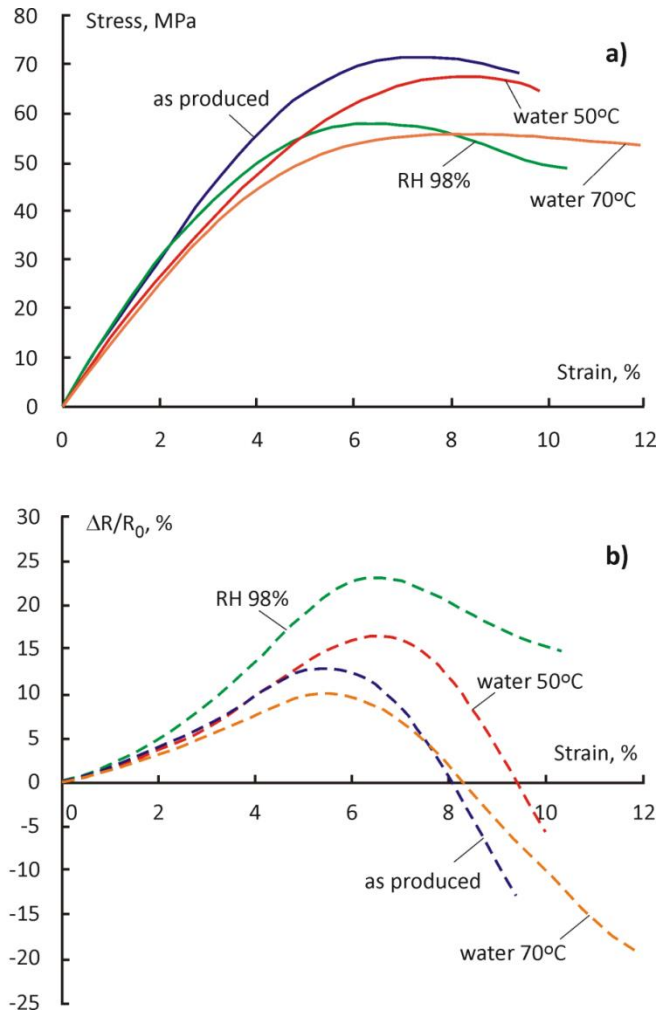 80
Stress, MPa
a)
70
as produced
water 50ºC
60
50
RH 98%
water 70ºC
40
30
20
10
Strain, %
0
0 2 4 6 8 10 12
30
ΔR/R₀, %
b)
25
RH 98%
20
15
water 50ºC
10
5
Strain, %
0
0 2 4 6 8 10 12
-5
as produced
-10
-15
water 70ºC
-20
-25